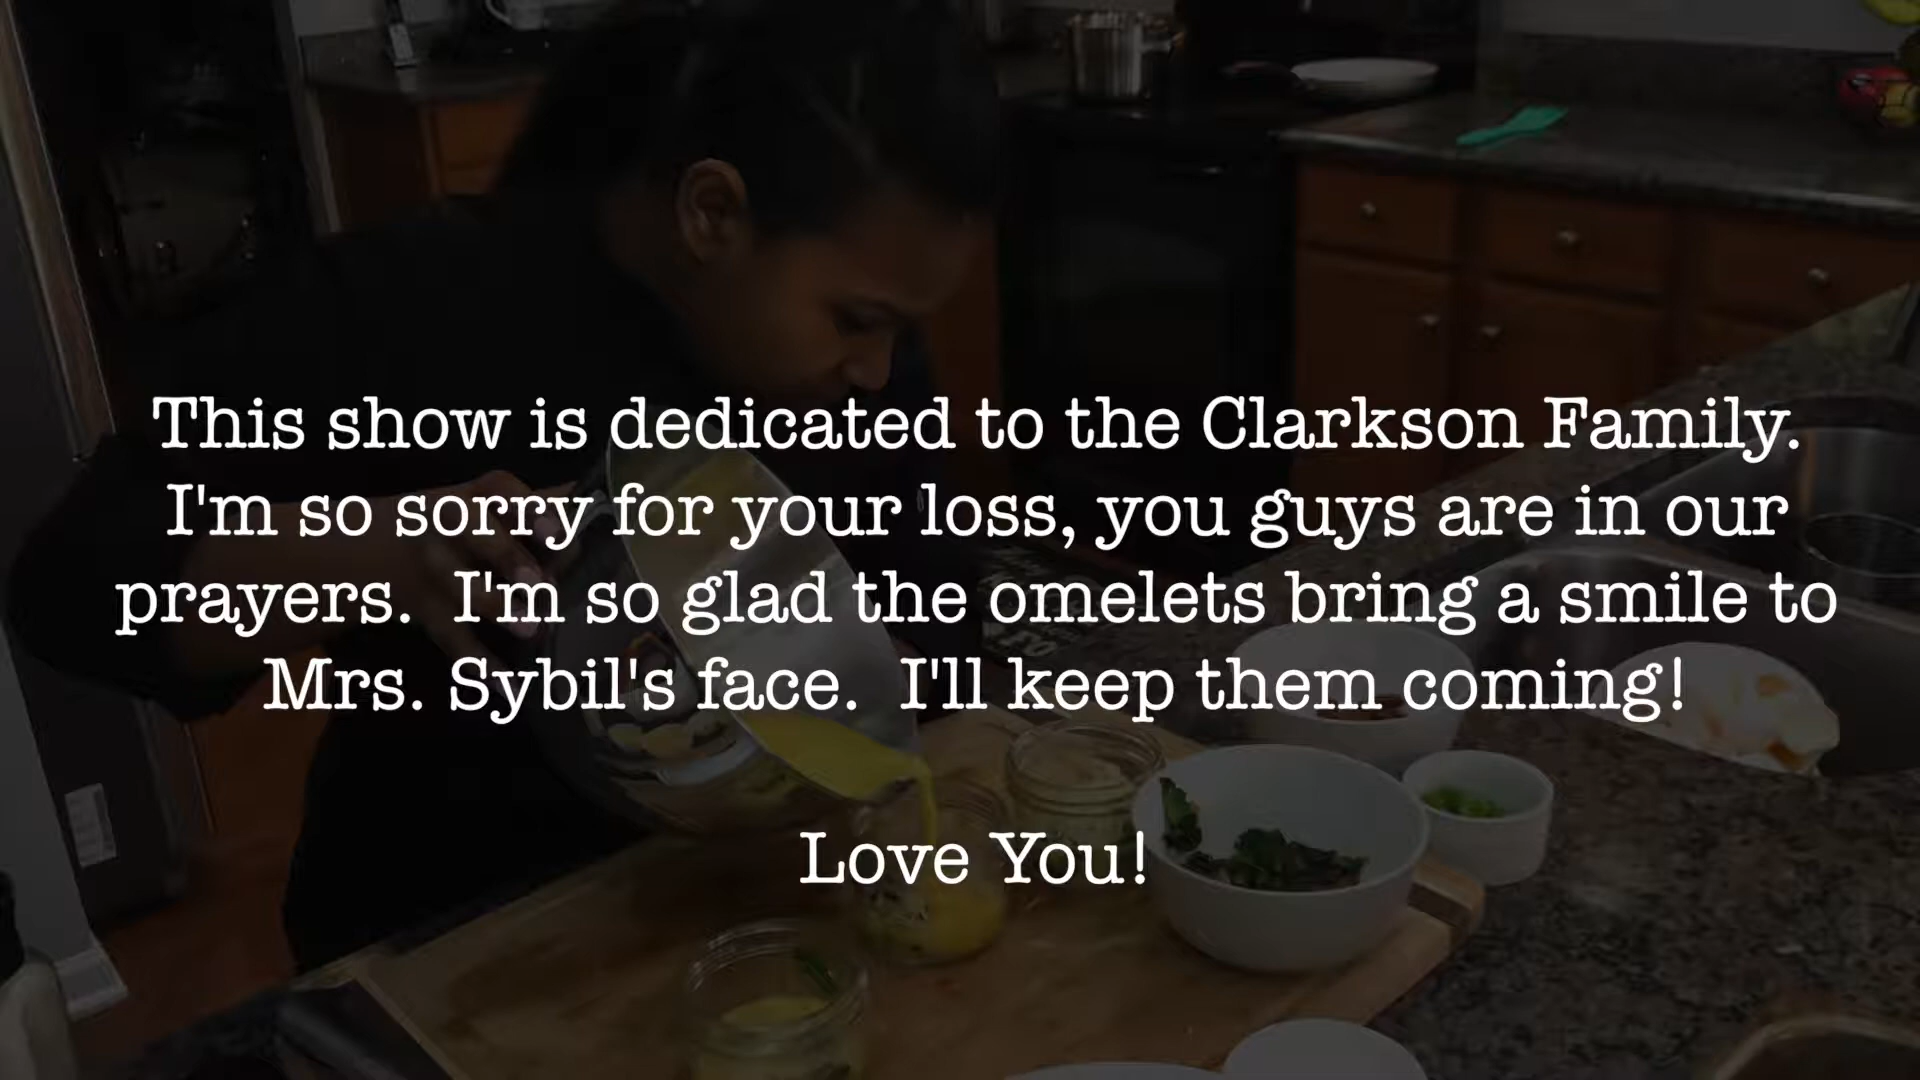 This show is dedicated to the Clarkson Family.
I'm so sorry for your loss, you guys are in our
prayers.  I'm so glad the omelets bring a smile to
Mrs. Sybil's face.  I'll keep them coming!
Love You!